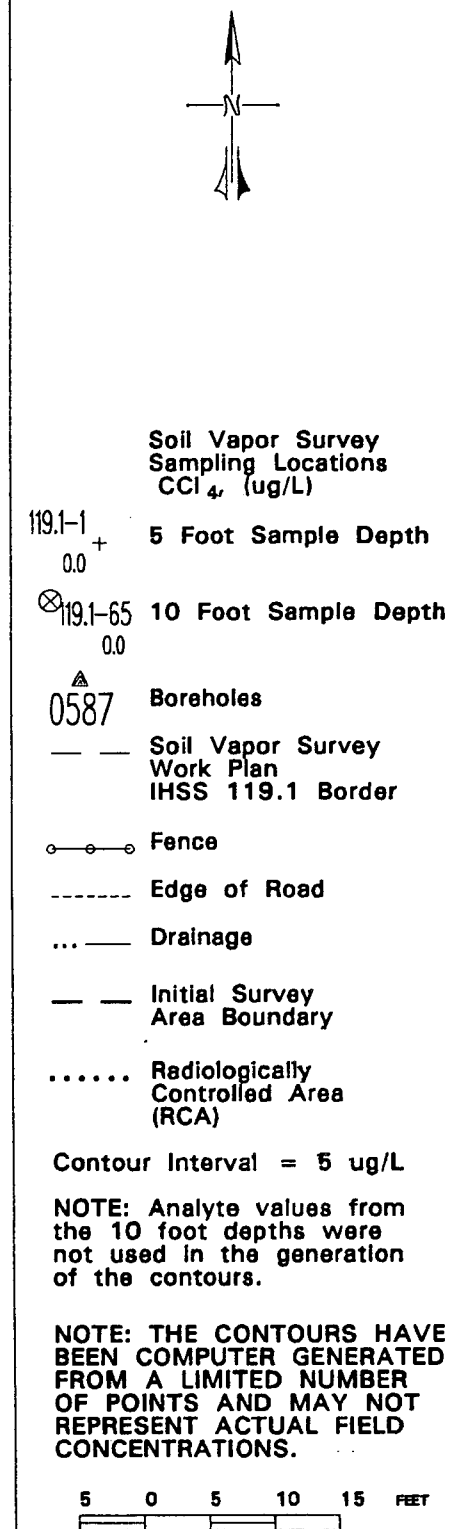 N
Soil Vapor Survey
Sampling Locations
CCl 4, (ug/L)
119.1-1 + 5 Foot Sample Depth
0.0
⊗119.1-65 10 Foot Sample Depth
0.0
0587 Boreholes
Soil Vapor Survey
Work Plan
IHSS 119.1 Border
Fence
Edge of Road
Drainage
Initial Survey
Area Boundary
Radiologically
Controlled Area
(RCA)
Contour Interval = 5 ug/L
NOTE: Analyte values from
the 10 foot depths were
not used in the generation
of the contours.
NOTE: THE CONTOURS HAVE
BEEN COMPUTER GENERATED
FROM A LIMITED NUMBER
OF POINTS AND MAY NOT
REPRESENT ACTUAL FIELD
CONCENTRATIONS.
5 0 5 10 15 FEET